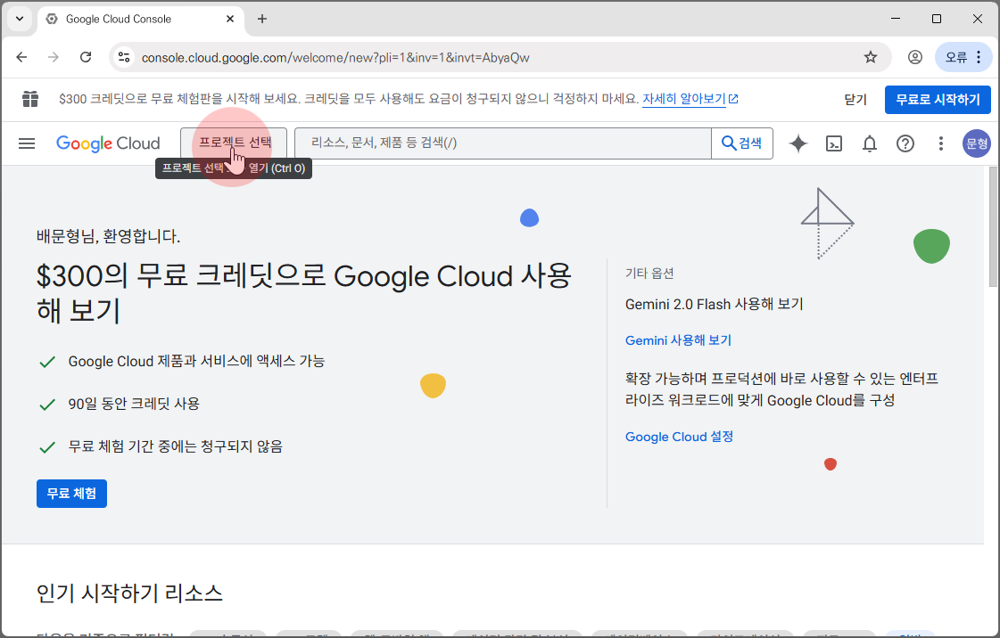 Google Cloud Console
console.cloud.google.com/welcome/new?pli=1&inv=1&invt=AbyaQw
오류
$300 크레딧으로 무료 체험판을 시작해 보세요. 크레딧을 모두 사용해도 요금이 청구되지 않으니 걱정하지 마세요. 자세히 알아보기
닫기
무료로 시작하기
Google Cloud
프로젝트 선택
리소스, 문서, 제품 등 검색(/)
검색
문형
프로젝트 선택 열기 (Ctrl O)
배문형님, 환영합니다.
$300의 무료 크레딧으로 Google Cloud 사용
해 보기
Google Cloud 제품과 서비스에 액세스 가능
90일 동안 크레딧 사용
무료 체험 기간 중에는 청구되지 않음
무료 체험
기타 옵션
Gemini 2.0 Flash 사용해 보기
Gemini 사용해 보기
확장 가능하며 프로덕션에 바로 사용할 수 있는 엔터프
라이즈 워크로드에 맞게 Google Cloud를 구성
Google Cloud 설정
인기 시작하기 리소스